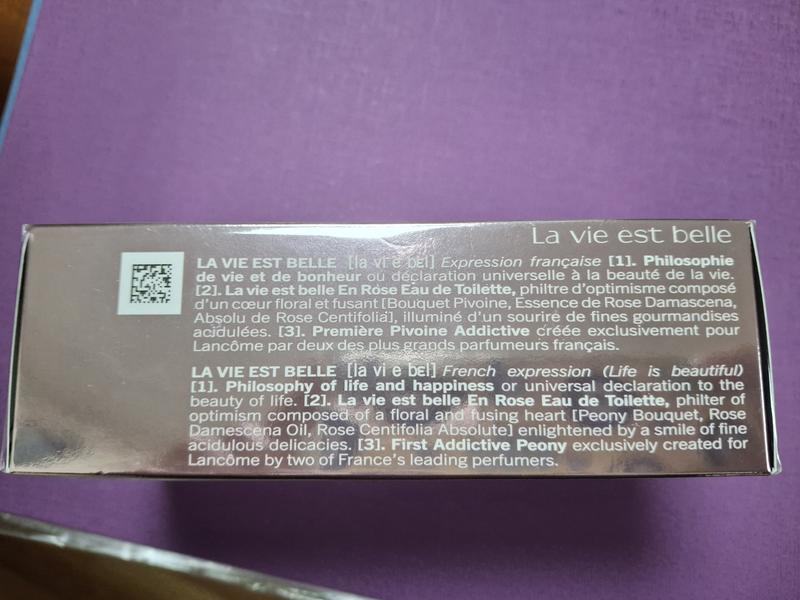 La vie est belle
LA VIE EST BELLE [la vi e bɛl] Expression française [1]. Philosophie
de vie et de bonheur ou déclaration universelle à la beauté de la vie.
[2]. La vie est belle En Rose Eau de Toilette, philtre d'optimisme composé
d'un cœur floral et fusant [Bouquet Pivoine, Essence de Rose Damascena,
Absolu de Rose Centifolia], illuminé d'un sourire de fines gourmandises
acidulées. [3]. Première Pivoine Addictive créée exclusivement pour
Lancôme par deux des plus grands parfumeurs français.
LA VIE EST BELLE [la vi e bɛl] French expression (Life is beautiful)
[1]. Philosophy of life and happiness or universal declaration to the
beauty of life. [2]. La vie est belle En Rose Eau de Toilette, philter of
optimism composed of a floral and fusing heart [Peony Bouquet, Rose
Damescena Oil, Rose Centifolia Absolute] enlightened by a smile of fine
acidulous delicacies. [3]. First Addictive Peony exclusively created for
Lancôme by two of France's leading perfumers.